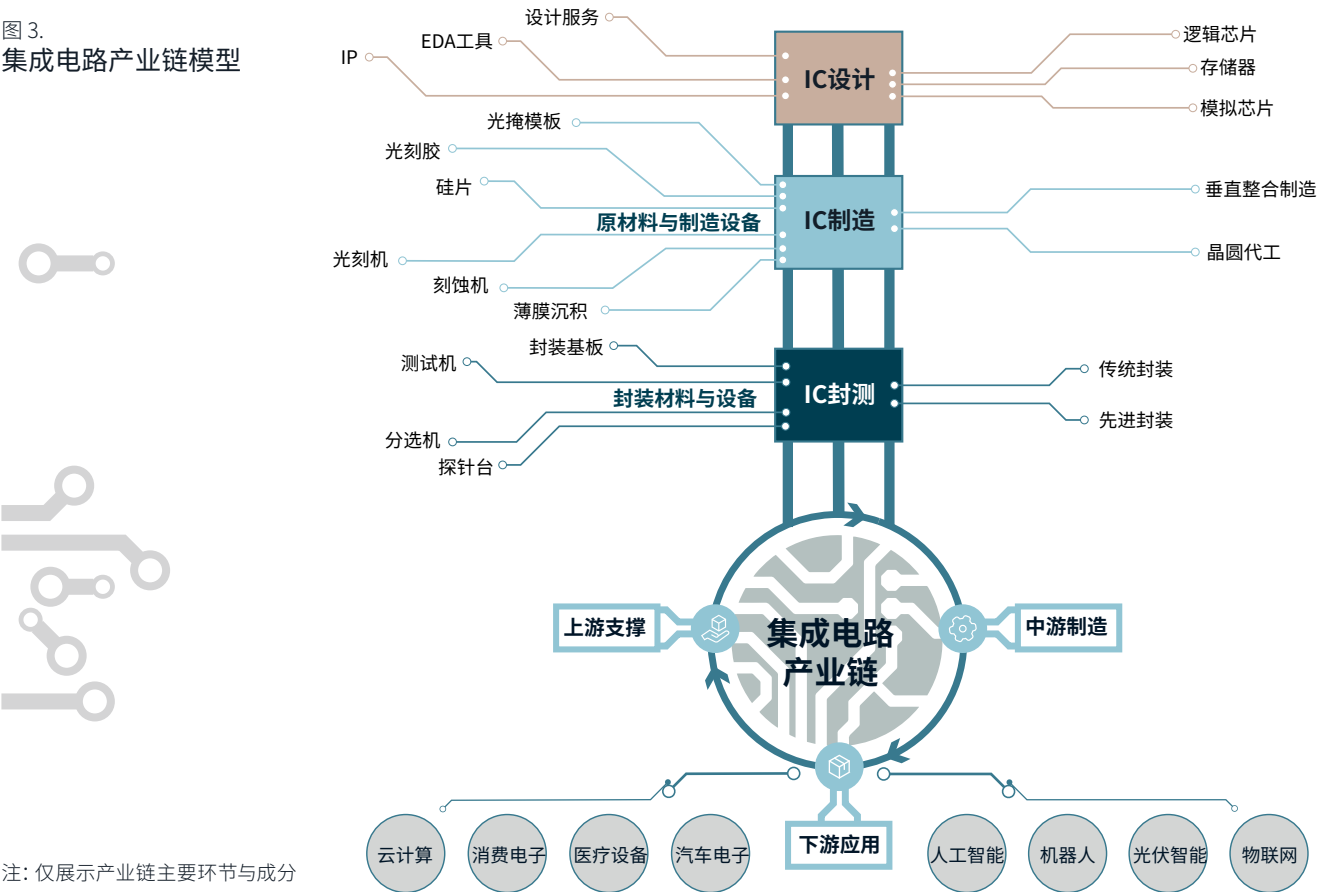 图 3.
集成电路产业链模型
设计服务
EDA工具
IP
IC设计
逻辑芯片
存储器
模拟芯片
光掩模板
光刻胶
硅片
原材料与制造设备
光刻机
刻蚀机
薄膜沉积
IC制造
垂直整合制造
晶圆代工
封装基板
测试机
封装材料与设备
分选机
探针台
IC封测
传统封装
先进封装
上游支撑
集成电路
产业链
中游制造
下游应用
云计算
消费电子
医疗设备
汽车电子
人工智能
机器人
光伏智能
物联网
注: 仅展示产业链主要环节与成分